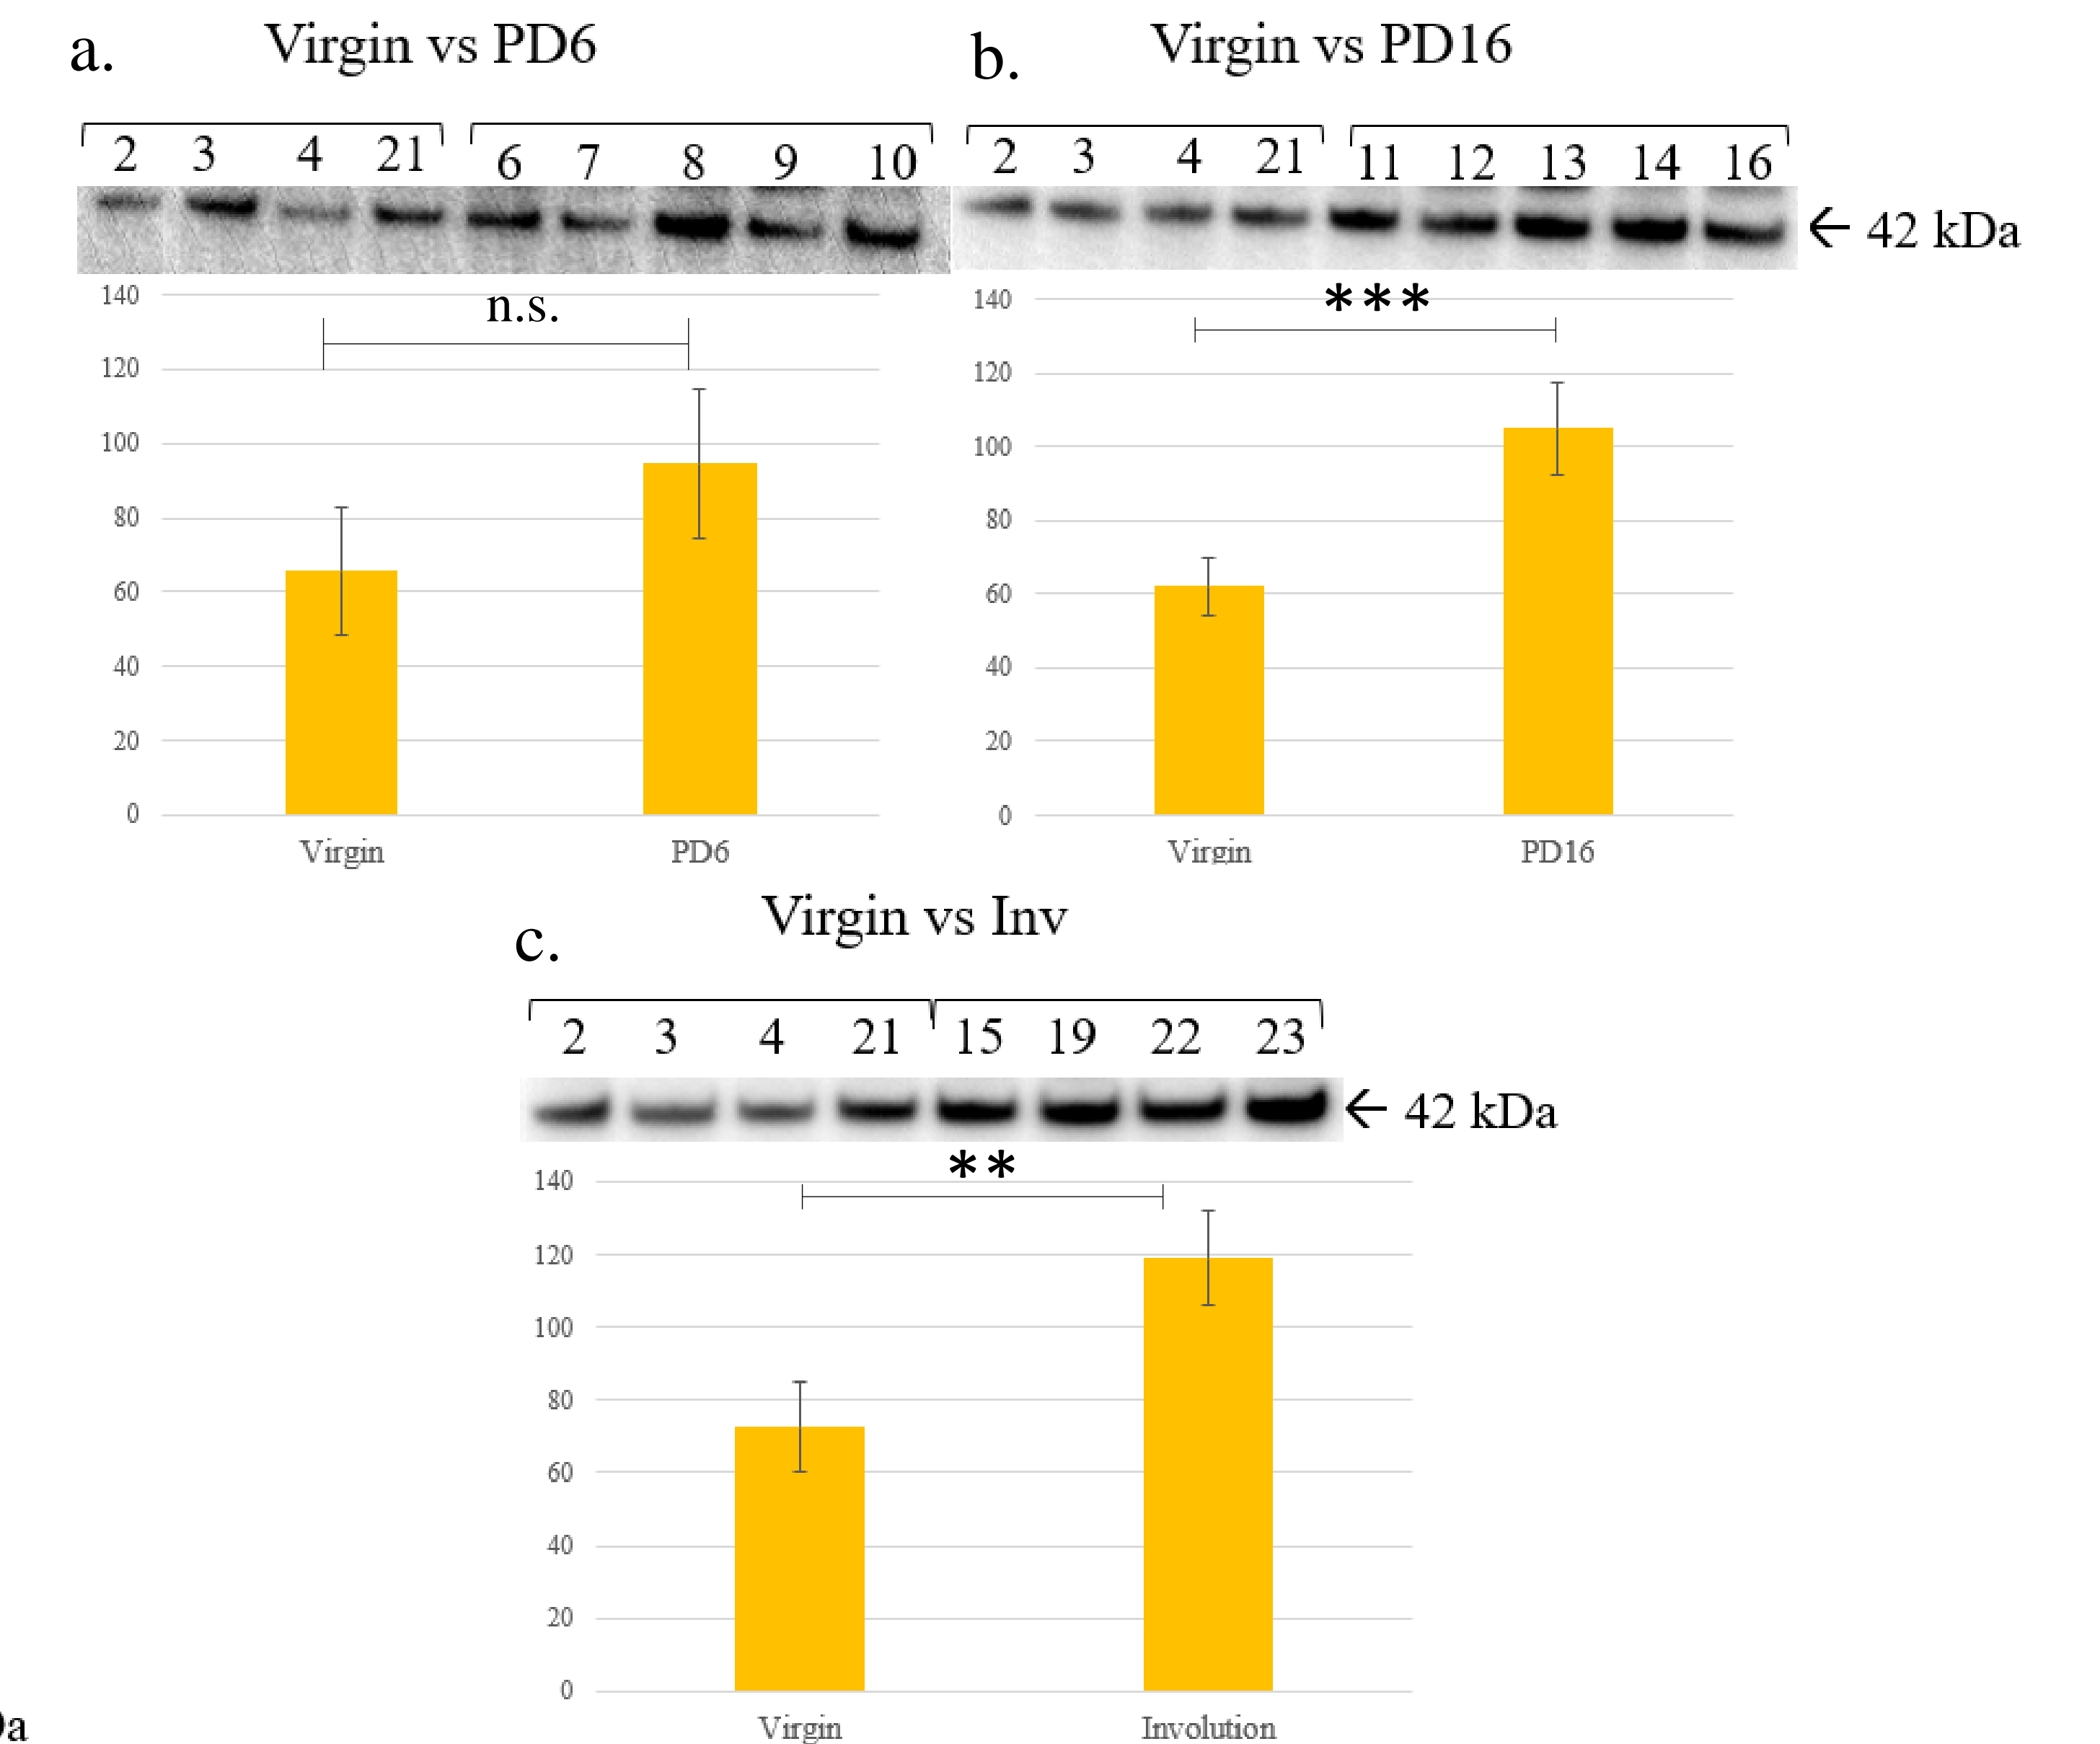 a. Virgin vs PD6
2 3 4 21 6 7 8 9 10
140
n.s.
120
100
80
60
40
20
0
Virgin PD6
b. Virgin vs PD16
2 3 4 21 11 12 13 14 16
← 42 kDa
140
***
120
100
80
60
40
20
0
Virgin PD16
c. Virgin vs Inv
2 3 4 21 15 19 22 23
← 42 kDa
**
140
120
100
80
60
40
20
0
Virgin Involution